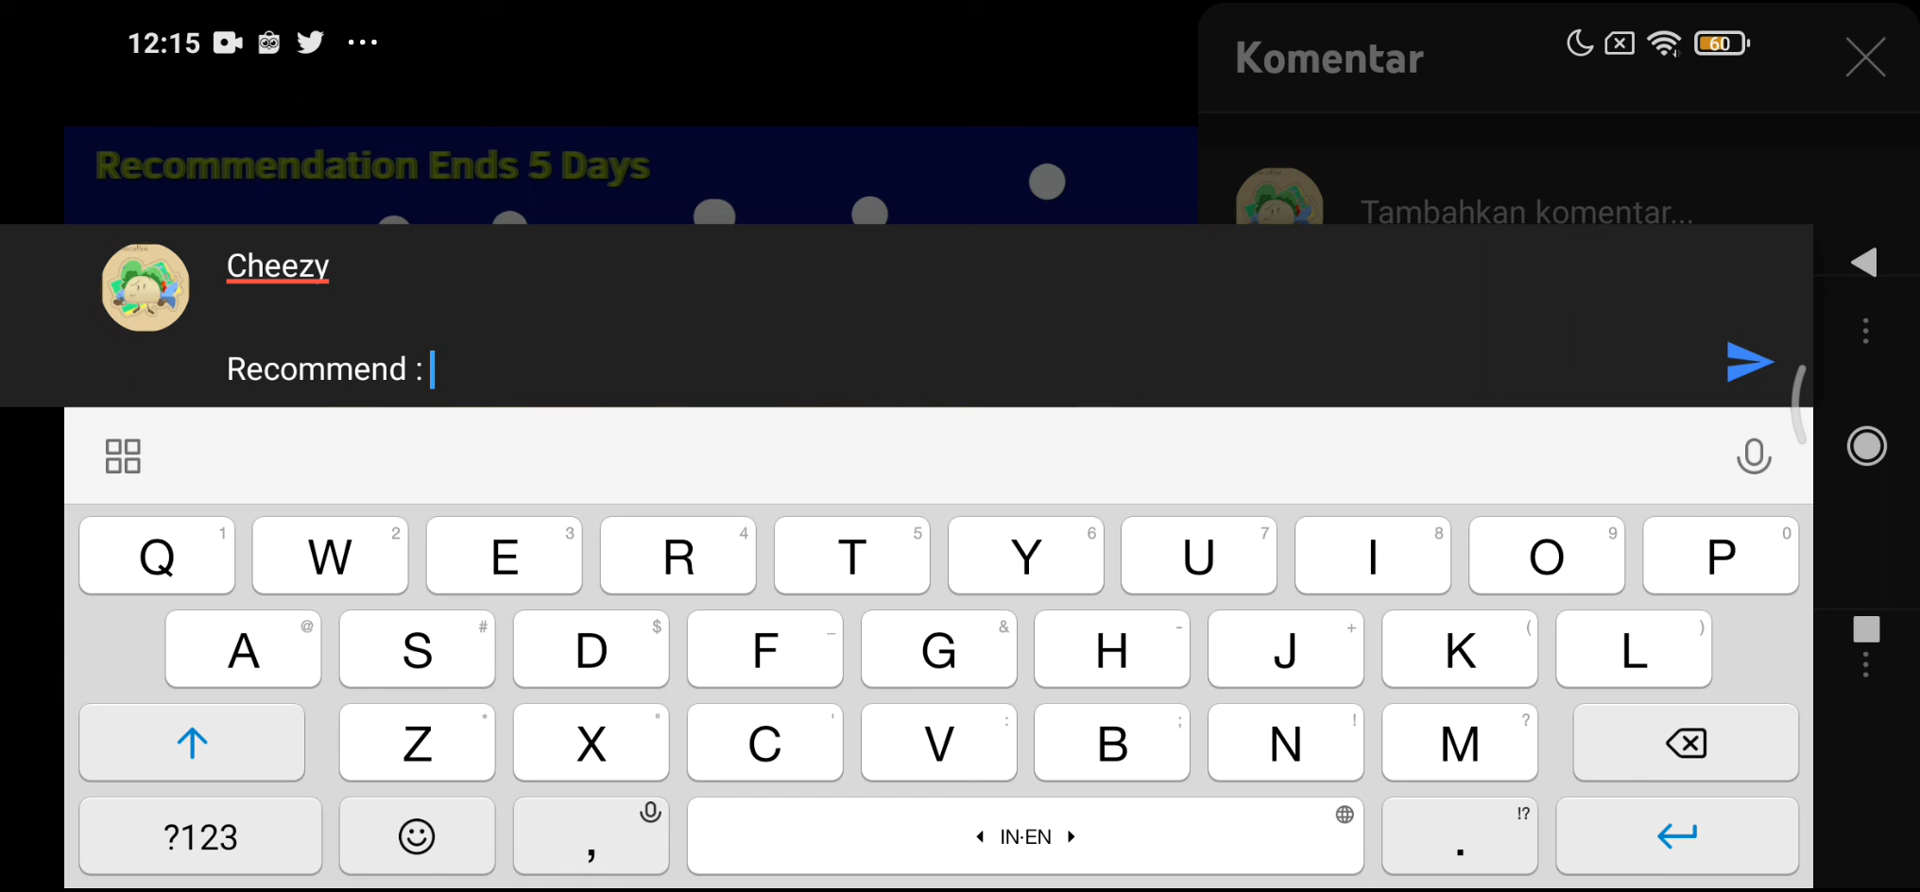 12:15
60
Komentar
Recommendation Ends 5 Days
Tambahkan komentar...
Cheezy
Recommend :
Q 1 W 2 E 3 R 4 T 5 Y 6 U 7 I 8 O 9 P 0
A @ S # D $ F _ G & H - J + K ( L )
Z * X " C ' V : B ; N ! M ?
?123 , IN·EN . !?